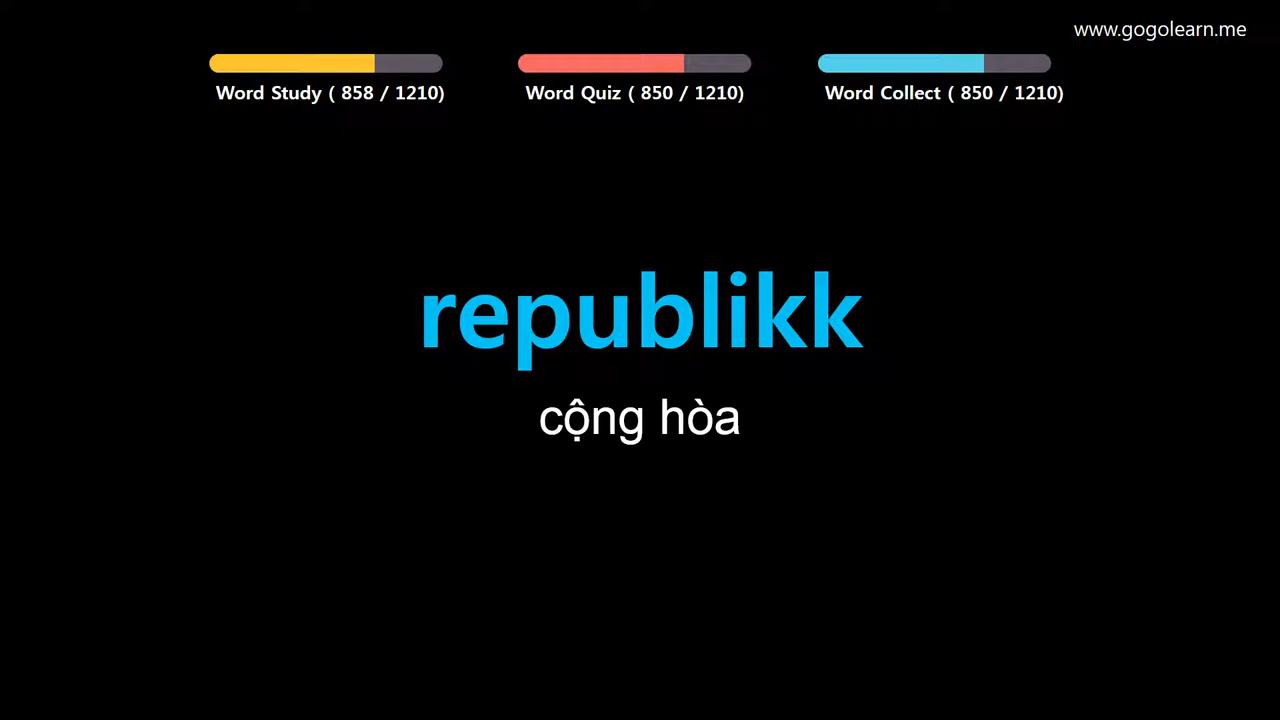 www.gogolearn.me
Word Study ( 858 / 1210)
Word Quiz ( 850 / 1210)
Word Collect ( 850 / 1210)
republikk
cộng hòa